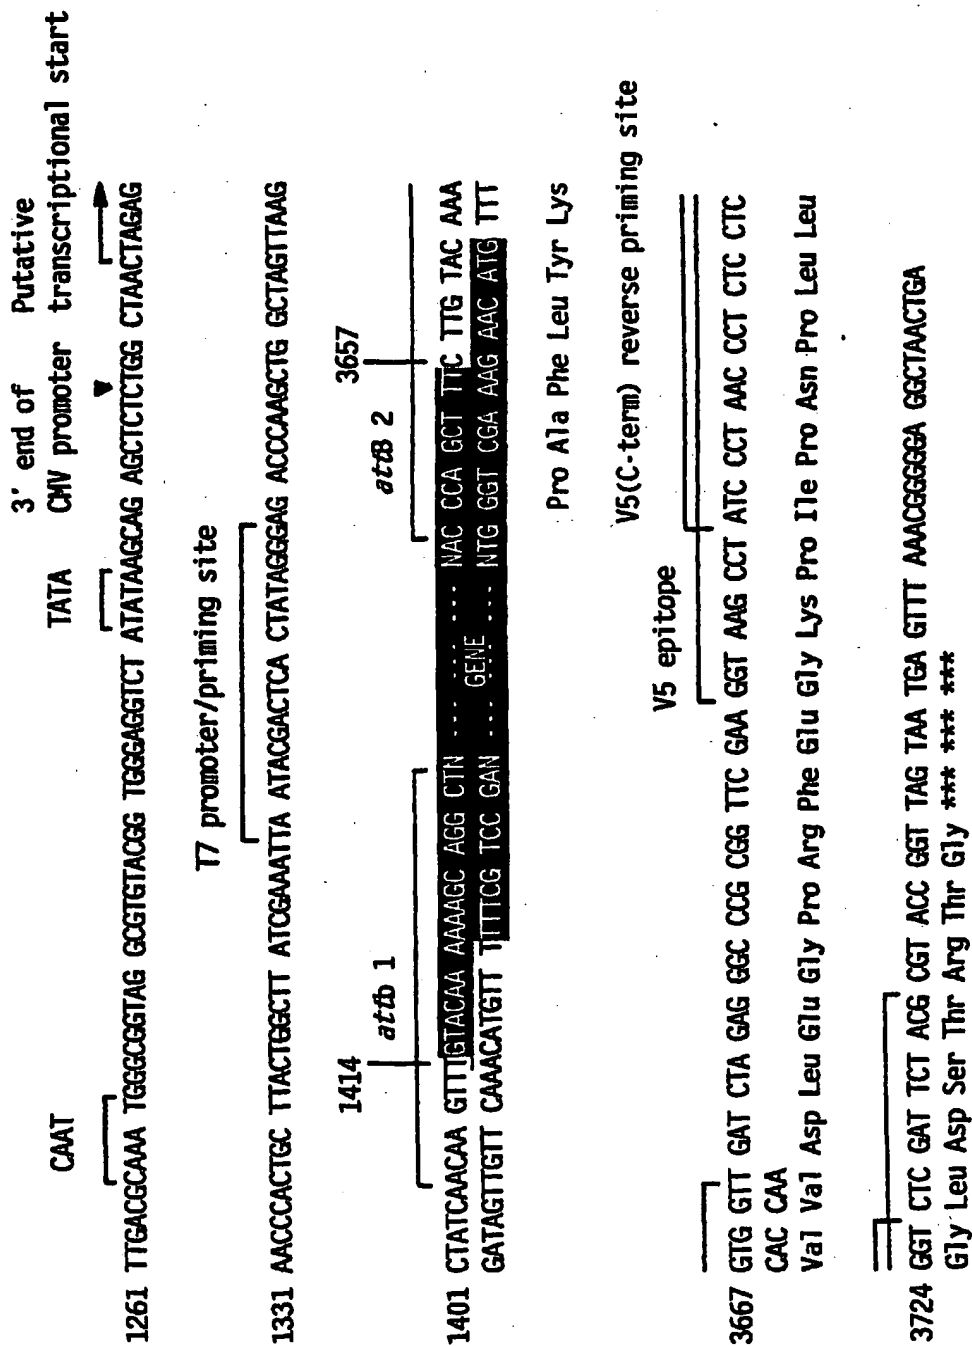 3' end of Putative
CAAT TATA CMV promoter transcriptional start
1261 TTGACGCAAA TGGGCGGTAG GCGTGTACGG TGGGAGGTCT ATATAAGCAG AGCTCTCTGG CTAACTAGAG
T7 promoter/priming site
1331 AACCCACTGC TTACTGGCTT ATCGAAATTA ATACGACTCA CTATAGGGAG ACCCAAGCTG GCTAGTTAAG
1414 3657
attb 1 attB 2
1401 CTATCAACAA GTTTGTACAA AAAAGC AGG CTN ... ... ... NAC CCA GCT TTC TTG TAC AAA
GENE
GATAGTTGTT CAAACATGTT TTTTCG TCC GAN ... ... ... NTG GGT CGA AAG AAC ATG TTT
Pro Ala Phe Leu Tyr Lys
V5 epitope V5(C-term) reverse priming site
3667 GTG GTT GAT CTA GAG GGC CCG CGG TTC GAA GGT AAG CCT ATC CCT AAC CCT CTC CTC
CAC CAA
Val Val Asp Leu Glu Gly Pro Arg Phe Glu Gly Lys Pro Ile Pro Asn Pro Leu Leu
3724 GGT CTC GAT TCT ACG CGT ACC GGT TAG TAA TGA GTTT AAACGGGGGA GGCTAACTGA
Gly Leu Asp Ser Thr Arg Thr Gly *** *** ***